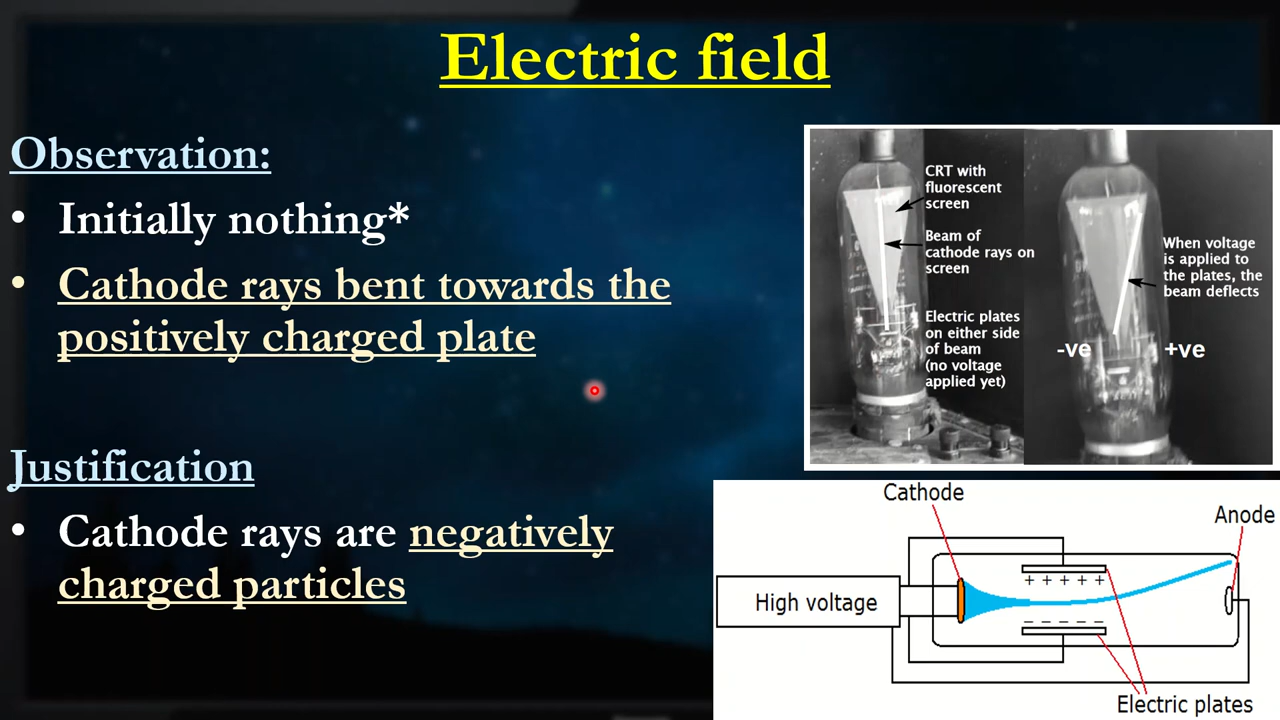 Electric field
Observation:
• Initially nothing*
• Cathode rays bent towards the
positively charged plate
Justification
• Cathode rays are negatively
charged particles
CRT with
fluorescent
screen
Beam of
cathode rays on
screen
Electric plates
on either side
of beam
(no voltage
applied yet)
When voltage
is applied to
the plates, the
beam deflects
-ve
+ve
Cathode
Anode
High voltage
+ + + + +
− − − − −
Electric plates